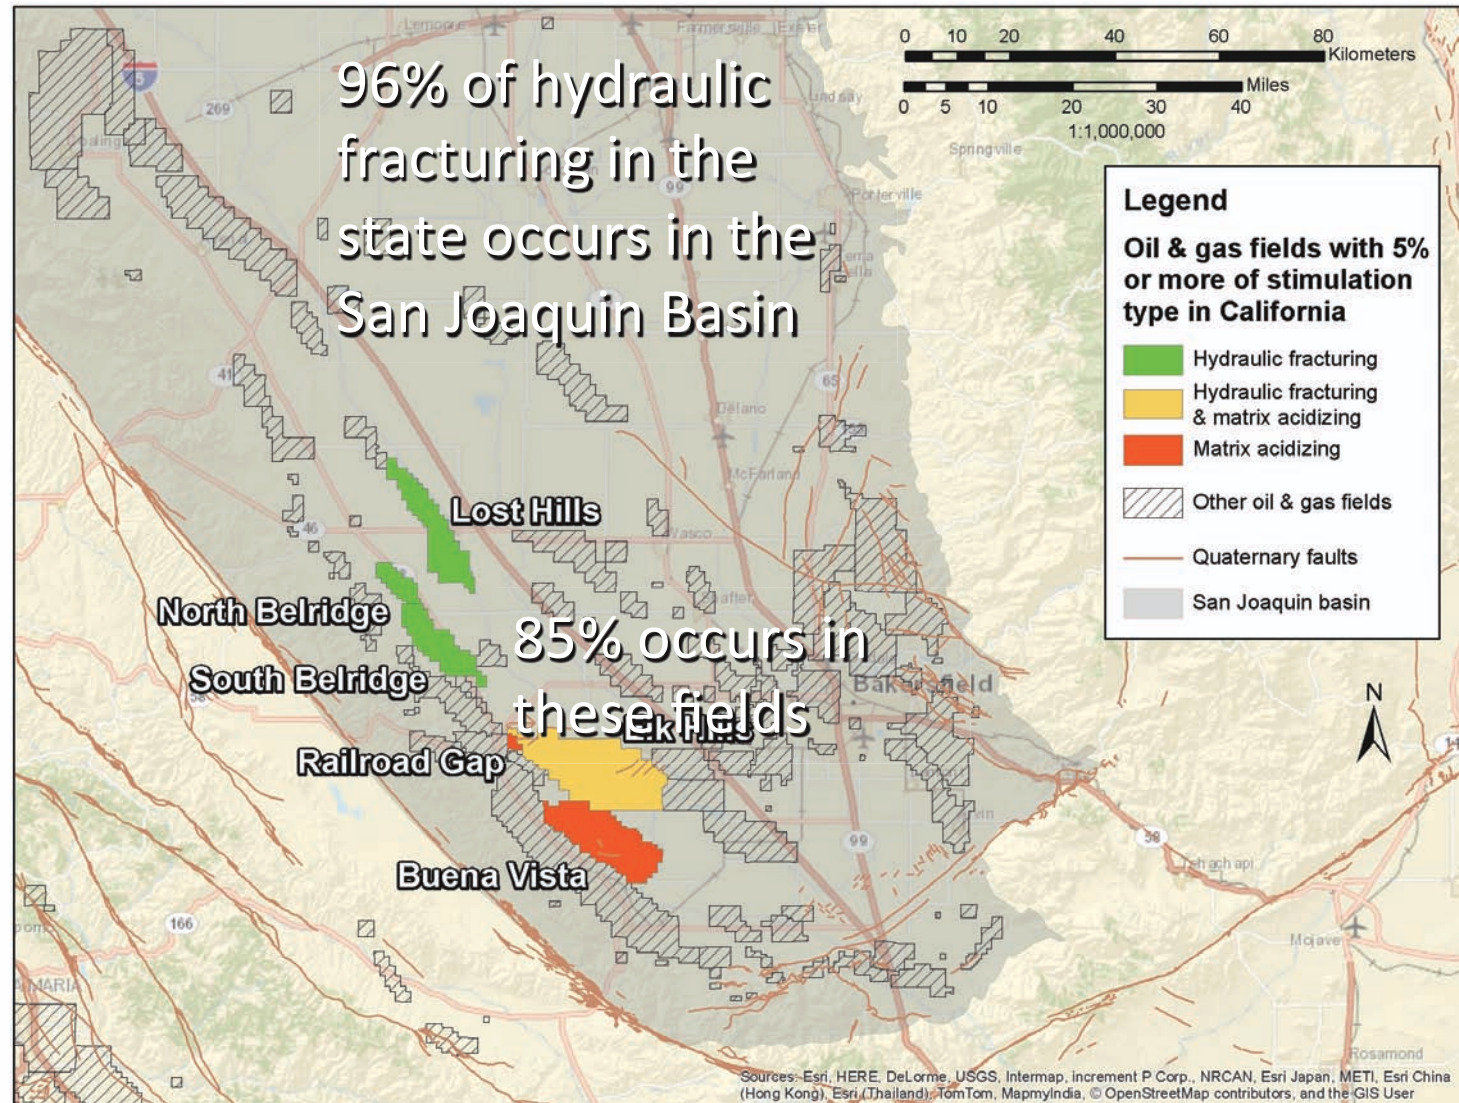 Lemoore
Farmersville
Exeter
96% of hydraulic
fracturing in the
state occurs in the
San Joaquin Basin
0 10 20 40 60 80
Kilometers
Miles
0 5 10 20 30 40
1:1,000,000
5
269
Lindsay
Springville
99
Porterville
Legend
Oil & gas fields with 5%
or more of stimulation
type in California
Hydraulic fracturing
Hydraulic fracturing
& matrix acidizing
Matrix acidizing
Other oil & gas fields
Quaternary faults
San Joaquin basin
41
65
Delano
McFarland
Lost Hills
46
Wasco
Shafter
North Belridge
85% occurs in
these fields
South Belridge
58
Bakersfield
Elk Hills
Railroad Gap
N
Buena Vista
99
58
Tehachapi
166
Mojave
Rosamond
Sources: Esri, HERE, DeLorme, USGS, Intermap, increment P Corp., NRCAN, Esri Japan, METI, Esri China
(Hong Kong), Esri (Thailand), TomTom, MapmyIndia, © OpenStreetMap contributors, and the GIS User